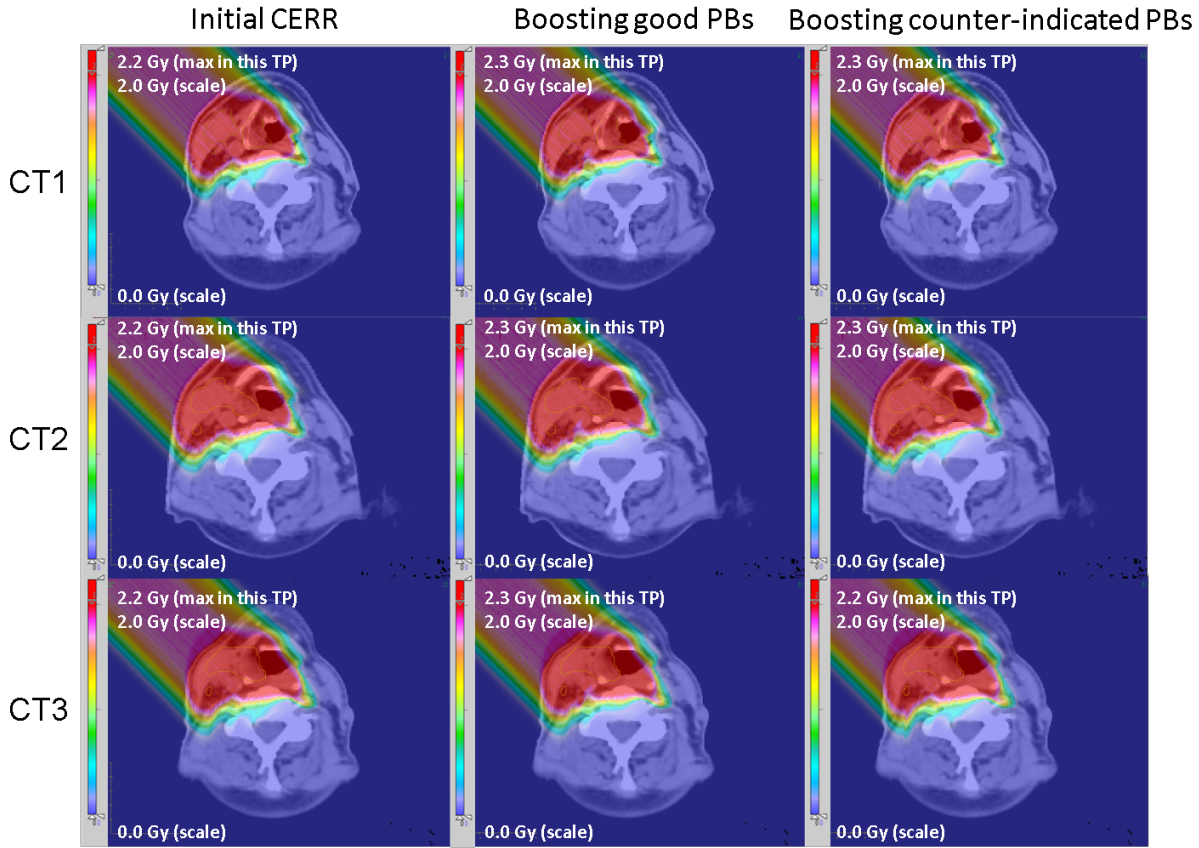 Initial CERR
Boosting good PBs
Boosting counter-indicated PBs
CT1
2.2 Gy (max in this TP)
2.0 Gy (scale)
0.0 Gy (scale)
2.3 Gy (max in this TP)
2.0 Gy (scale)
0.0 Gy (scale)
2.3 Gy (max in this TP)
2.0 Gy (scale)
0.0 Gy (scale)
CT2
2.2 Gy (max in this TP)
2.0 Gy (scale)
0.0 Gy (scale)
2.3 Gy (max in this TP)
2.0 Gy (scale)
0.0 Gy (scale)
2.3 Gy (max in this TP)
2.0 Gy (scale)
0.0 Gy (scale)
CT3
2.2 Gy (max in this TP)
2.0 Gy (scale)
0.0 Gy (scale)
2.3 Gy (max in this TP)
2.0 Gy (scale)
0.0 Gy (scale)
2.2 Gy (max in this TP)
2.0 Gy (scale)
0.0 Gy (scale)